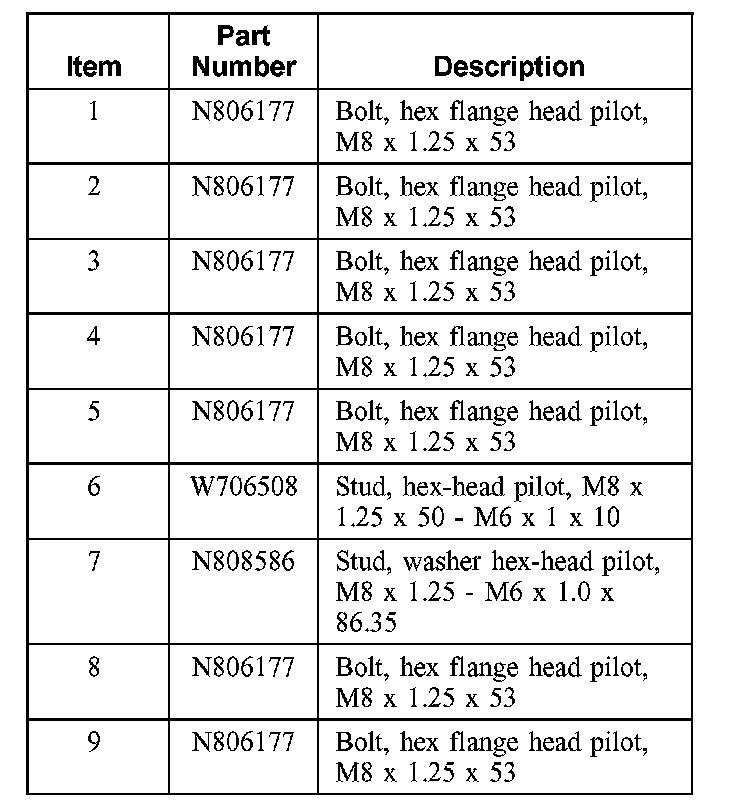 Item Part Number Description
1 N806177 Bolt, hex flange head pilot,
M8 x 1.25 x 53
2 N806177 Bolt, hex flange head pilot,
M8 x 1.25 x 53
3 N806177 Bolt, hex flange head pilot,
M8 x 1.25 x 53
4 N806177 Bolt, hex flange head pilot,
M8 x 1.25 x 53
5 N806177 Bolt, hex flange head pilot,
M8 x 1.25 x 53
6 W706508 Stud, hex-head pilot, M8 x
1.25 x 50 - M6 x 1 x 10
7 N808586 Stud, washer hex-head pilot,
M8 x 1.25 - M6 x 1.0 x
86.35
8 N806177 Bolt, hex flange head pilot,
M8 x 1.25 x 53
9 N806177 Bolt, hex flange head pilot,
M8 x 1.25 x 53